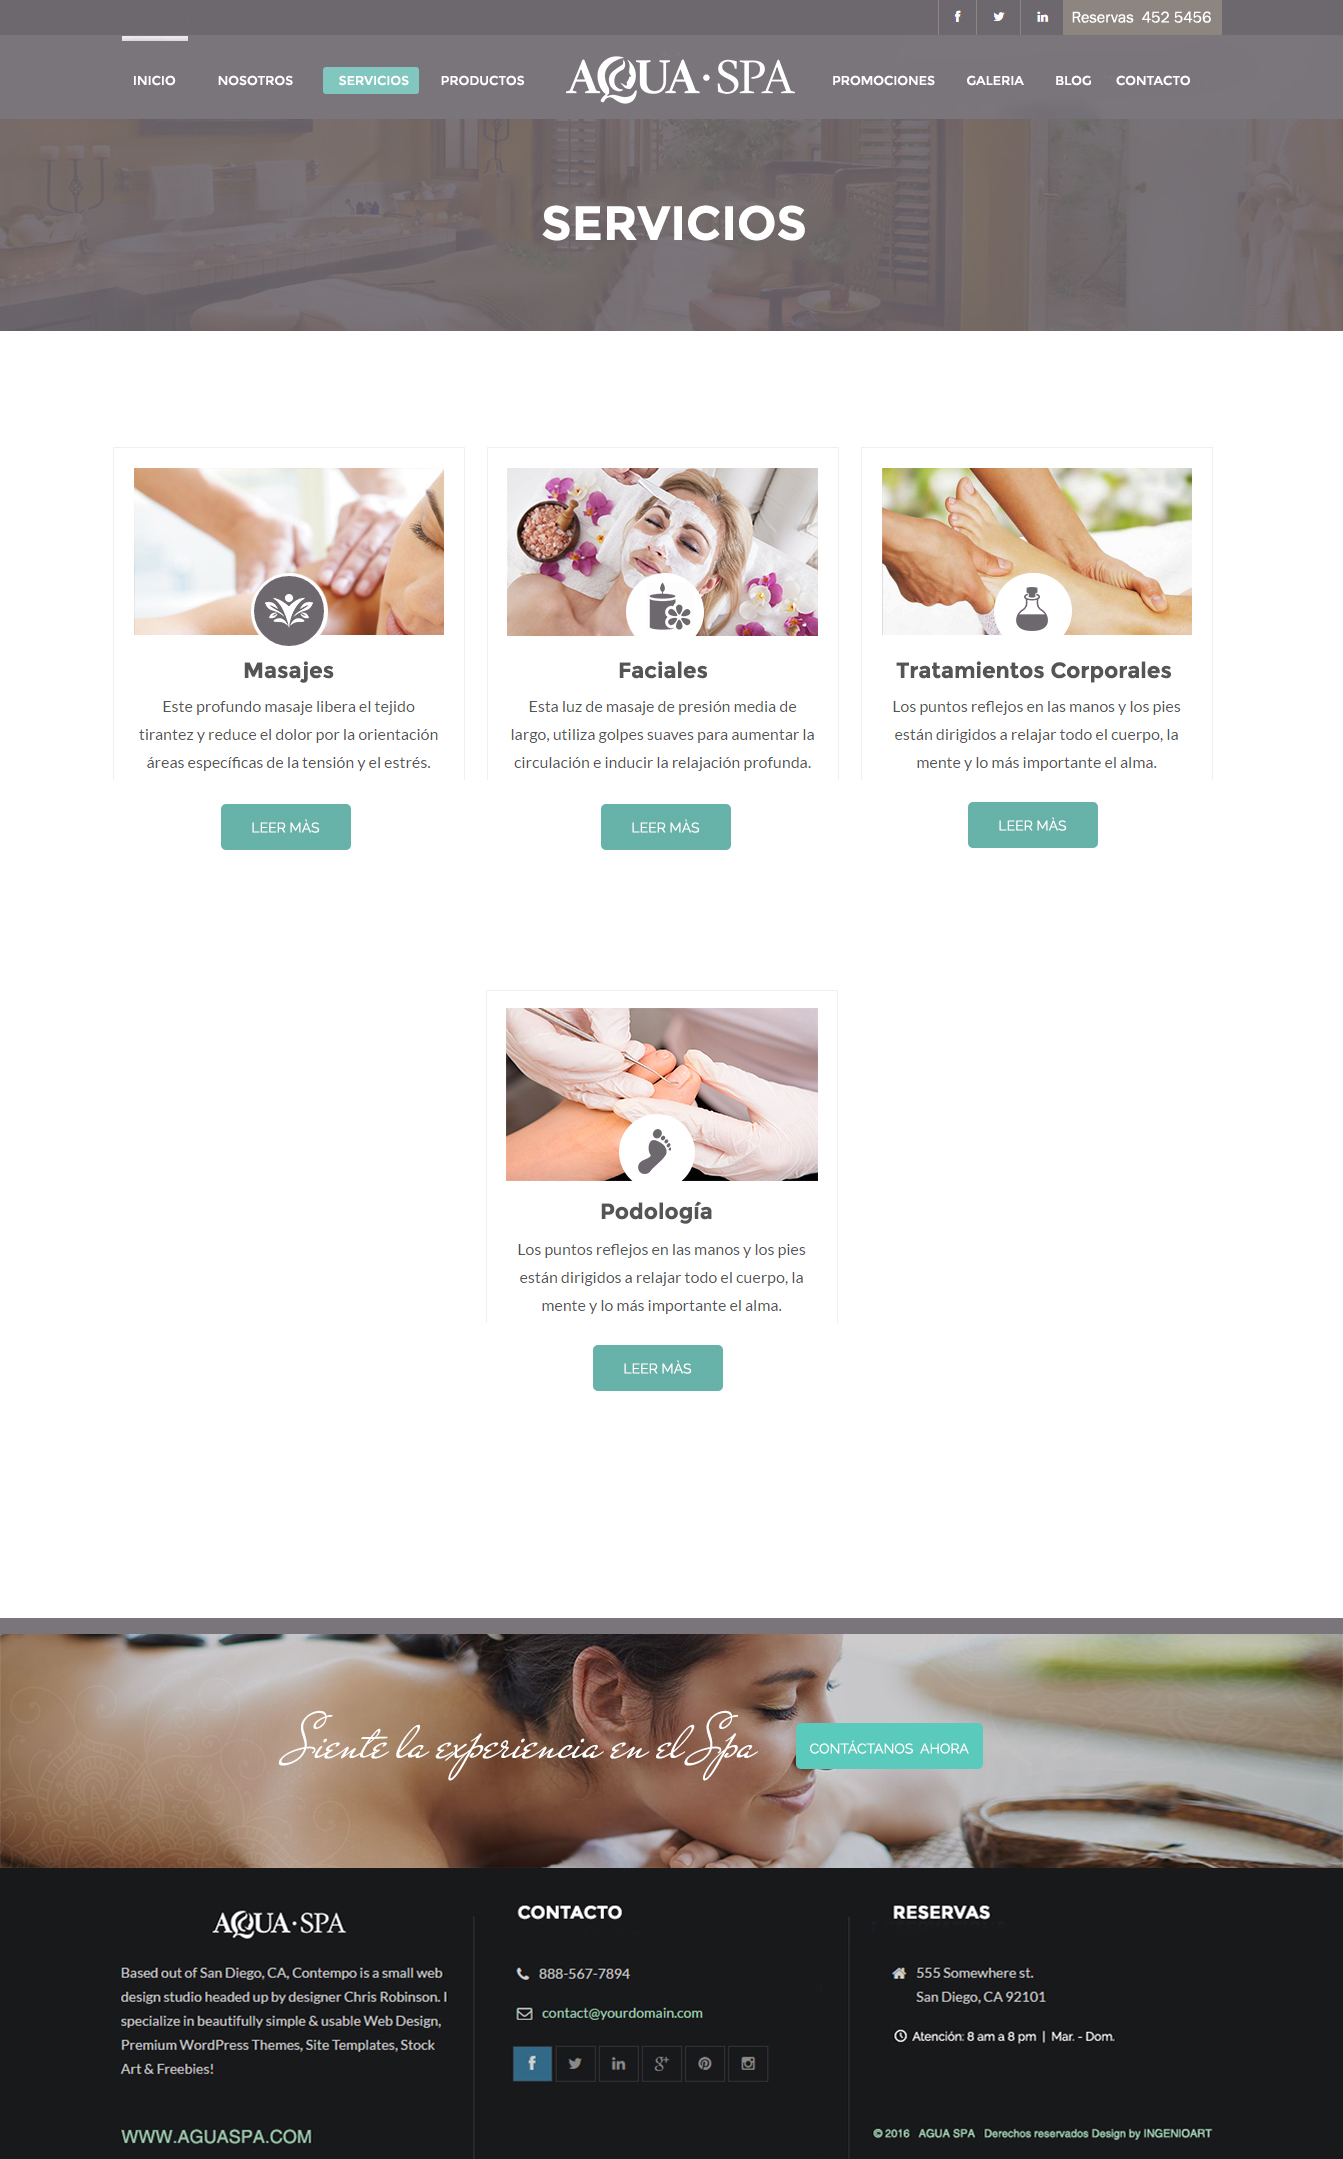 Reservas 452 5456
INICIO NOSOTROS SERVICIOS PRODUCTOS AQUA·SPA PROMOCIONES GALERIA BLOG CONTACTO
SERVICIOS
Masajes
Este profundo masaje libera el tejido
tirantez y reduce el dolor por la orientación
áreas específicas de la tensión y el estrés.
LEER MÀS
Faciales
Esta luz de masaje de presión media de
largo, utiliza golpes suaves para aumentar la
circulación e inducir la relajación profunda.
LEER MÀS
Tratamientos Corporales
Los puntos reflejos en las manos y los pies
están dirigidos a relajar todo el cuerpo, la
mente y lo más importante el alma.
LEER MÀS
Podología
Los puntos reflejos en las manos y los pies
están dirigidos a relajar todo el cuerpo, la
mente y lo más importante el alma.
LEER MÀS
Siente la experiencia en el Spa
CONTÁCTANOS AHORA
AQUA·SPA
Based out of San Diego, CA, Contempo is a small web
design studio headed up by designer Chris Robinson. I
specialize in beautifully simple & usable Web Design,
Premium WordPress Themes, Site Templates, Stock
Art & Freebies!
WWW.AGUASPA.COM
CONTACTO
888-567-7894
contact@yourdomain.com
RESERVAS
555 Somewhere st.
San Diego, CA 92101
Atención: 8 am a 8 pm | Mar. - Dom.
© 2016 AGUA SPA Derechos reservados Design by INGENIOART